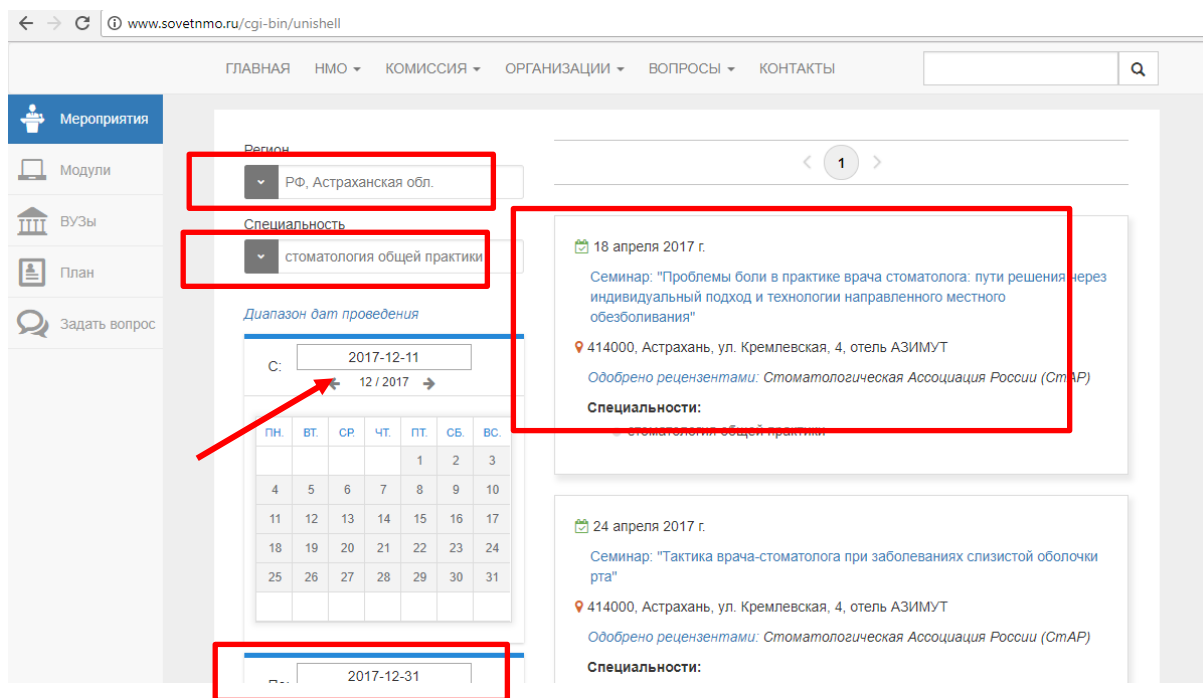 www.sovetnmo.ru/cgi-bin/unishell
ГЛАВНАЯ НМО КОМИССИЯ ОРГАНИЗАЦИИ ВОПРОСЫ КОНТАКТЫ
Мероприятия
Модули
ВУЗы
План
Задать вопрос
Регион
РФ, Астраханская обл.
Специальность
стоматология общей практики
Диапазон дат проведения
С:
2017-12-11
12 / 2017
ПН. ВТ. СР. ЧТ. ПТ. СБ. ВС.
1 2 3
4 5 6 7 8 9 10
11 12 13 14 15 16 17
18 19 20 21 22 23 24
25 26 27 28 29 30 31
2017-12-31
1
18 апреля 2017 г.
Семинар: "Проблемы боли в практике врача стоматолога: пути решения через
индивидуальный подход и технологии направленного местного
обезболивания"
414000, Астрахань, ул. Кремлевская, 4, отель АЗИМУТ
Одобрено рецензентами: Стоматологическая Ассоциация России (СтАР)
Специальности:
стоматология общей практики
24 апреля 2017 г.
Семинар: "Тактика врача-стоматолога при заболеваниях слизистой оболочки
рта"
414000, Астрахань, ул. Кремлевская, 4, отель АЗИМУТ
Одобрено рецензентами: Стоматологическая Ассоциация России (СтАР)
Специальности: